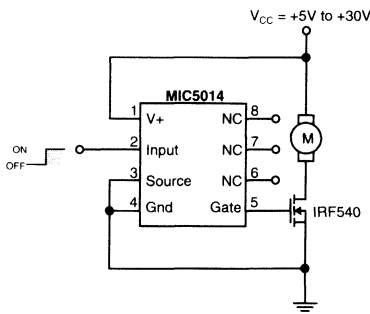 VCC = +5V to +30V
MIC5014
1 V+ NC 8
ON
OFF
2 Input NC 7
3 Source NC 6
4 Gnd Gate 5
M
IRF540